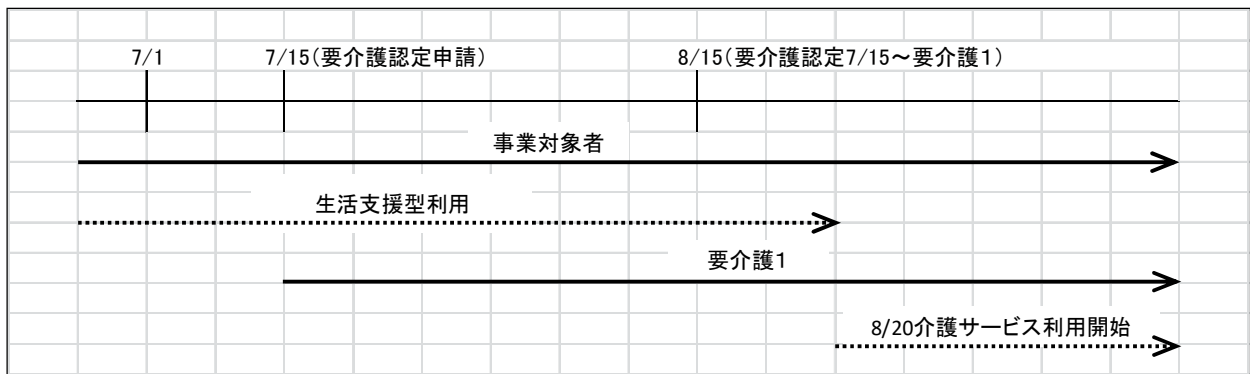 7/1 7/15(要介護認定申請) 8/15(要介護認定7/15～要介護1)
事業対象者
生活支援型利用
要介護1
8/20介護サービス利用開始